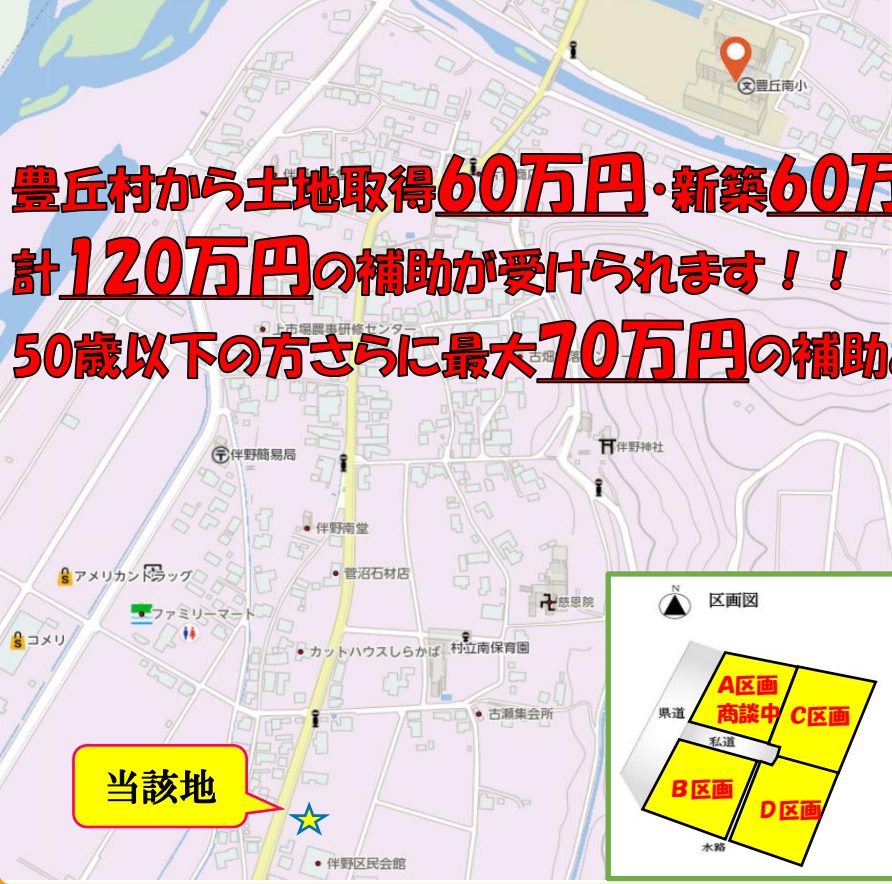 文豊丘南小
豊丘村から土地取得60万円・新築60万
計120万円の補助が受けられます！！
上市場農事研修センター
50歳以下の方さらに最大70万円の補助
伴野神社
〒伴野簡易局
伴野南堂
菅沼石材店
アメリカンドラッグ
慈恩院
ファミリーマート
コメリ
カットハウスしらかば
村立南保育園
古瀬集会所
当該地
伴野区民会館
N
区画図
A区画
商談中
C区画
県道
私道
B区画
D区画
水路